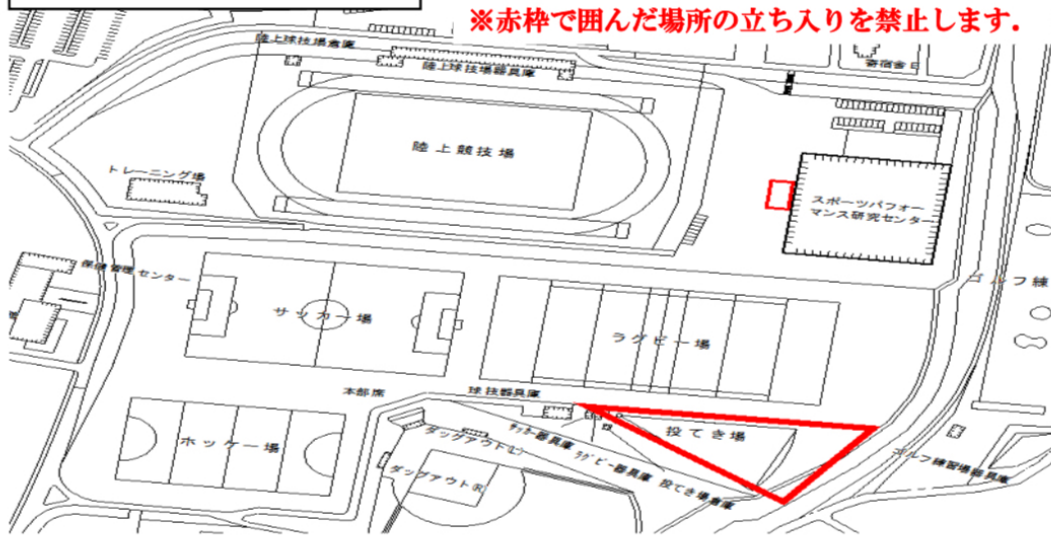 ※赤枠で囲んだ場所の立ち入りを禁止します.
陸上球技場倉庫
陸上球技場器具庫
寄宿舎E
陸上競技場
トレーニング場
スポーツパフォー
マンス研究センター
保健管理センター
ゴルフ練
サッカー場
ラグビー場
本部席
球技器具庫
ホッケー場
ダッグアウト(L)
サッカー器具庫
ラグビー器具庫
投てき場倉庫
投てき場
ダッグアウト(R)
ゴルフ練習場器具庫